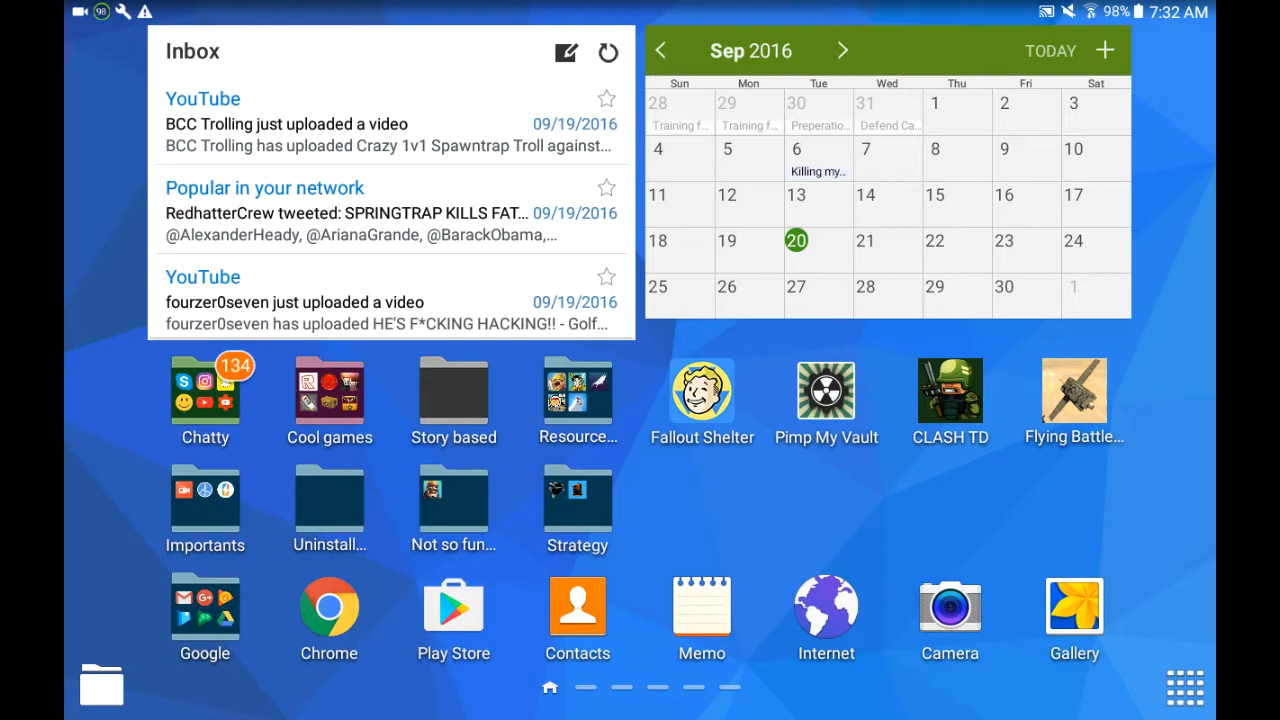 98
98% 7:32 AM
Inbox
YouTube
BCC Trolling just uploaded a video 09/19/2016
BCC Trolling has uploaded Crazy 1v1 Spawntrap Troll against...
Popular in your network
RedhatterCrew tweeted: SPRINGTRAP KILLS FAT... 09/19/2016
@AlexanderHeady, @ArianaGrande, @BarackObama,...
YouTube
fourzer0seven just uploaded a video 09/19/2016
fourzer0seven has uploaded HE'S F*CKING HACKING!! - Golf...
Sep 2016 TODAY
Sun Mon Tue Wed Thu Fri Sat
28 29 30 31 1 2 3
Training f... Training f... Preperatio... Defend Ca...
4 5 6 7 8 9 10
Killing my...
11 12 13 14 15 16 17
18 19 20 21 22 23 24
25 26 27 28 29 30 1
134
Chatty Cool games Story based Resource... Fallout Shelter Pimp My Vault CLASH TD Flying Battle...
Importants Uninstall... Not so fun... Strategy
Google Chrome Play Store Contacts Memo Internet Camera Gallery